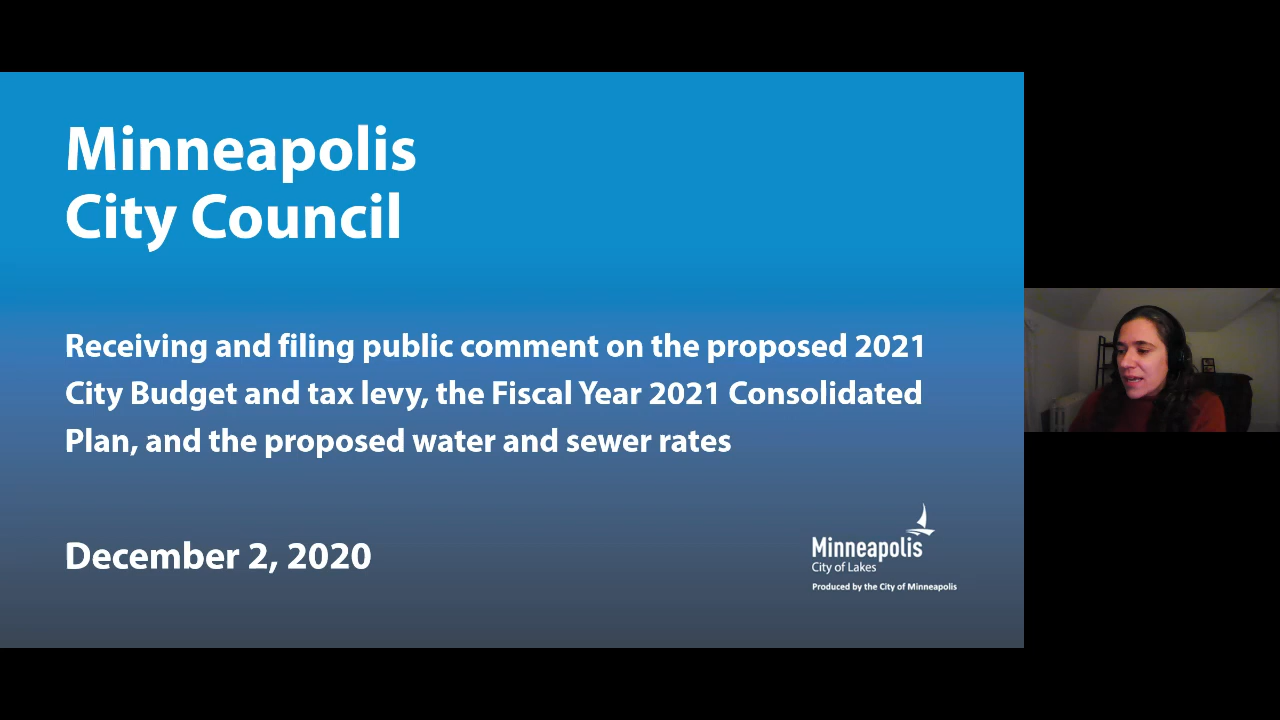 Minneapolis
City Council
Receiving and filing public comment on the proposed 2021
City Budget and tax levy, the Fiscal Year 2021 Consolidated
Plan, and the proposed water and sewer rates
December 2, 2020
Minneapolis
City of Lakes
Produced by the City of Minneapolis